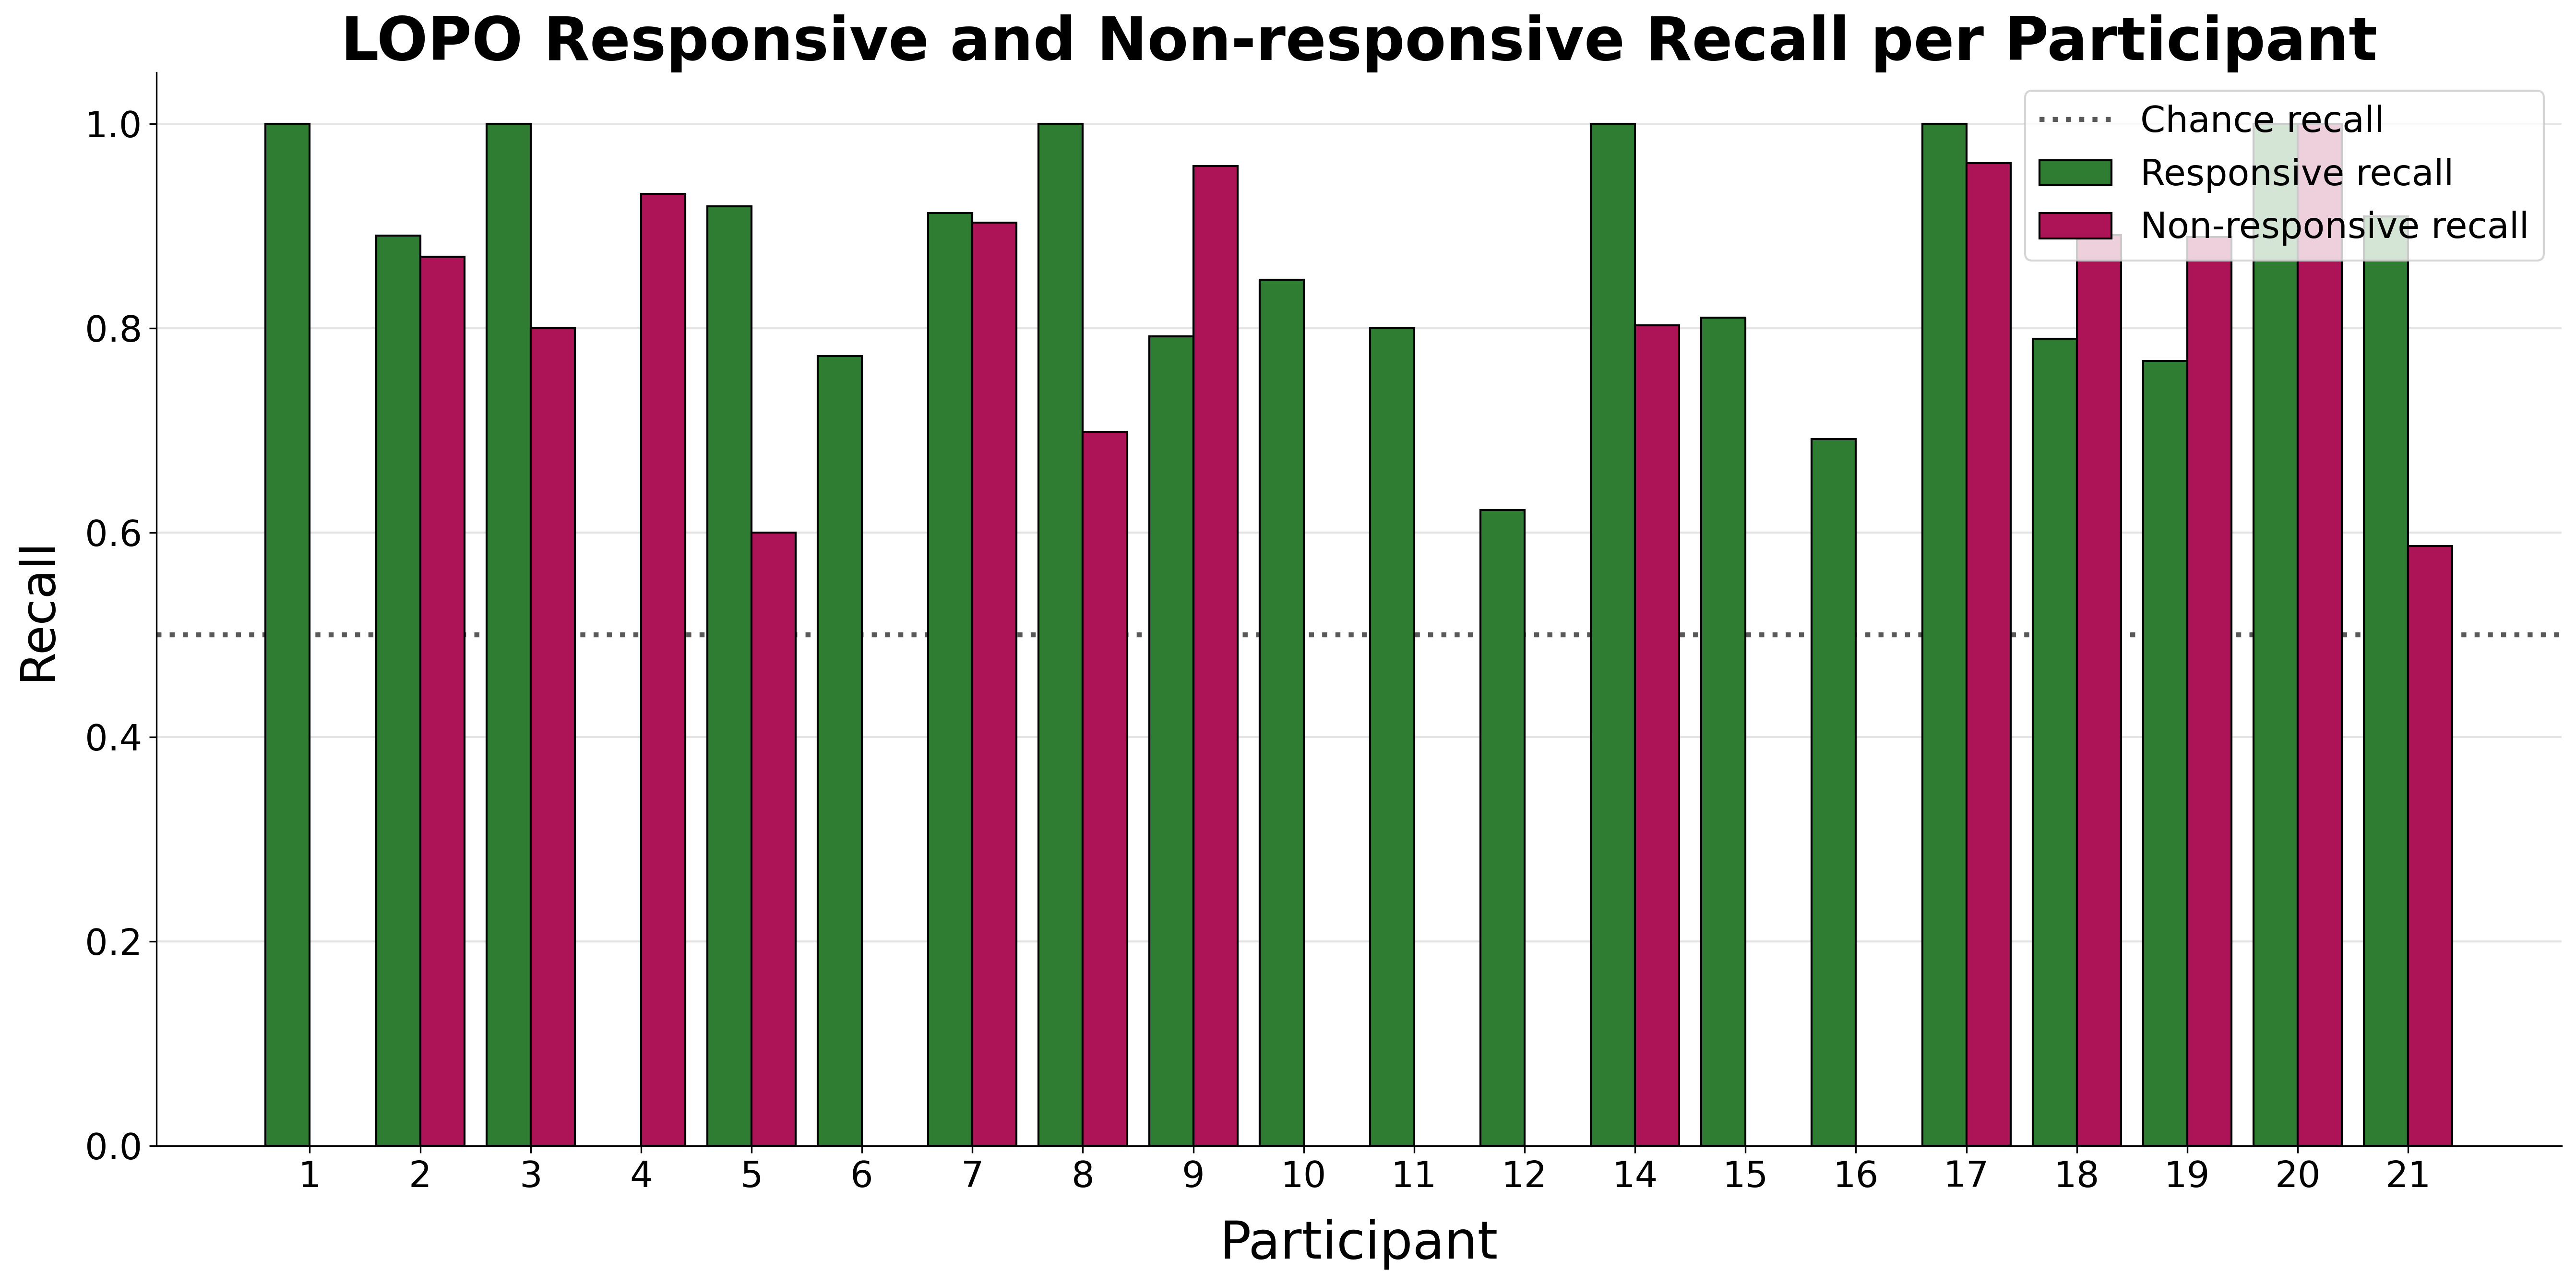 LOPO Responsive and Non-responsive Recall per Participant
Chance recall
Responsive recall
Non-responsive recall
Recall
1.0
0.8
0.6
0.4
0.2
0.0
1 2 3 4 5 6 7 8 9 10 11 12 14 15 16 17 18 19 20 21
Participant